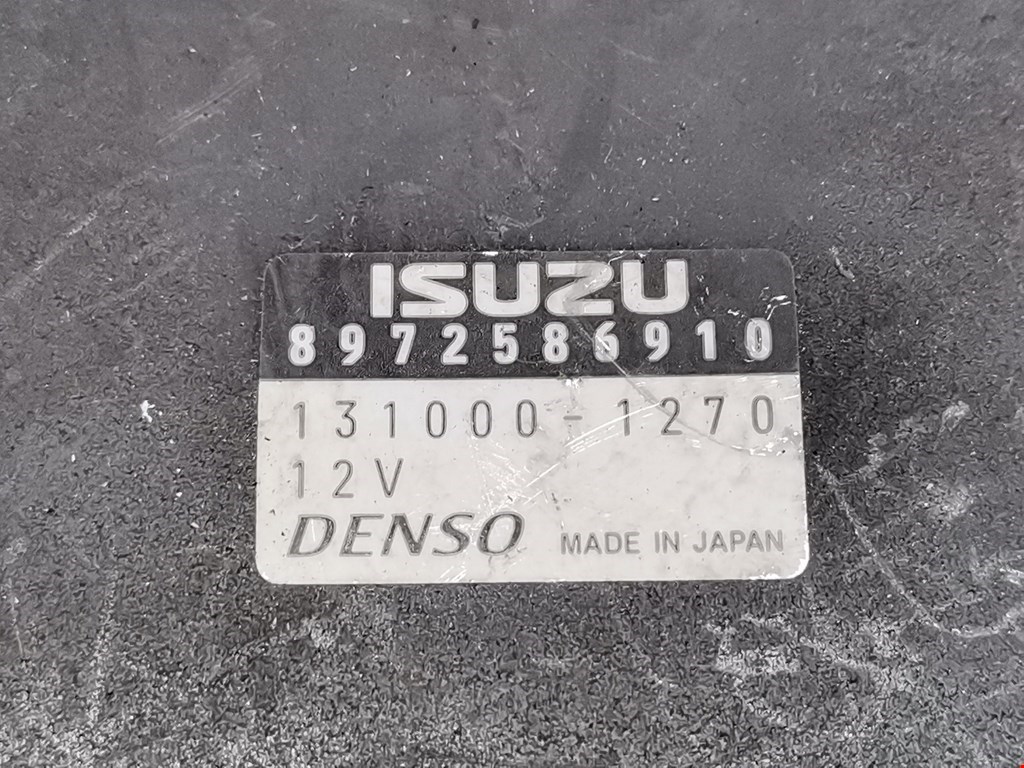 ISUZU
8972586910
131000-1270
12V
DENSO MADE IN JAPAN